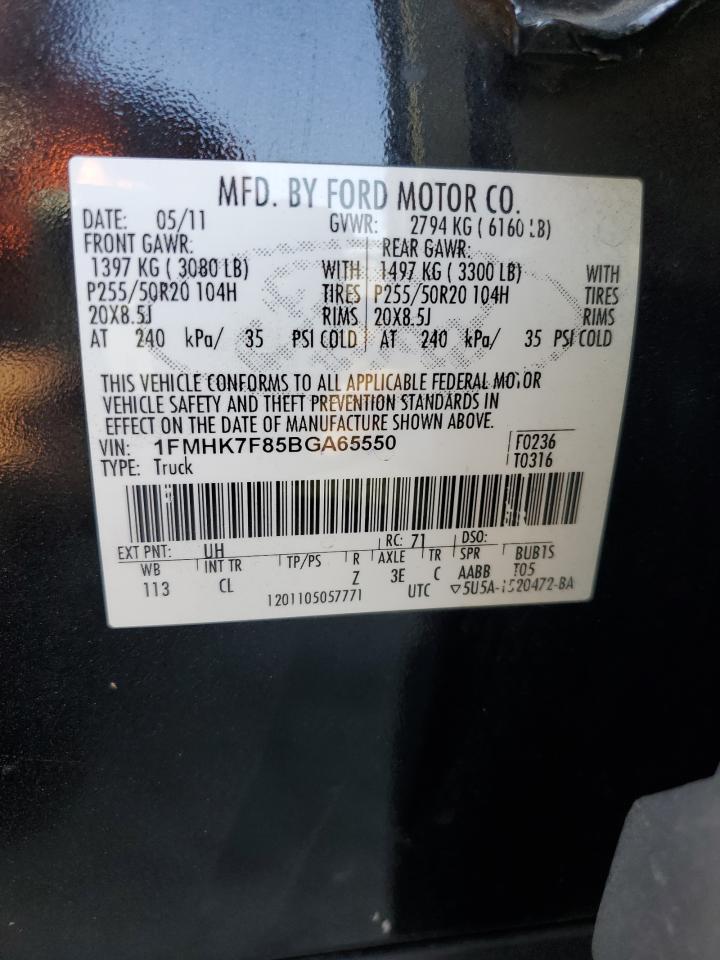 MFD. BY FORD MOTOR CO.
DATE: 05/11 GVWR: 2794 KG ( 6160 LB)
FRONT GAWR: REAR GAWR:
1397 KG ( 3080 LB) WITH 1497 KG ( 3300 LB) WITH
P255/50R20 104H TIRES P255/50R20 104H TIRES
20X8.5J RIMS 20X8.5J RIMS
AT 240 kPa/ 35 PSI COLD AT 240 kPa/ 35 PSI COLD
THIS VEHICLE CONFORMS TO ALL APPLICABLE FEDERAL MOTOR
VEHICLE SAFETY AND THEFT PREVENTION STANDARDS IN
EFFECT ON THE DATE OF MANUFACTURE SHOWN ABOVE.
VIN: 1FMHK7F85BGA65550 F0236
TYPE: Truck T0316
EXT PNT: UH RC: 71 DSO:
WB INT TR TP/PS R AXLE TR SPR BUB1S
113 CL Z 3E C AABB T05
1201105057771 UTC ▽5U5A-1520472-BA